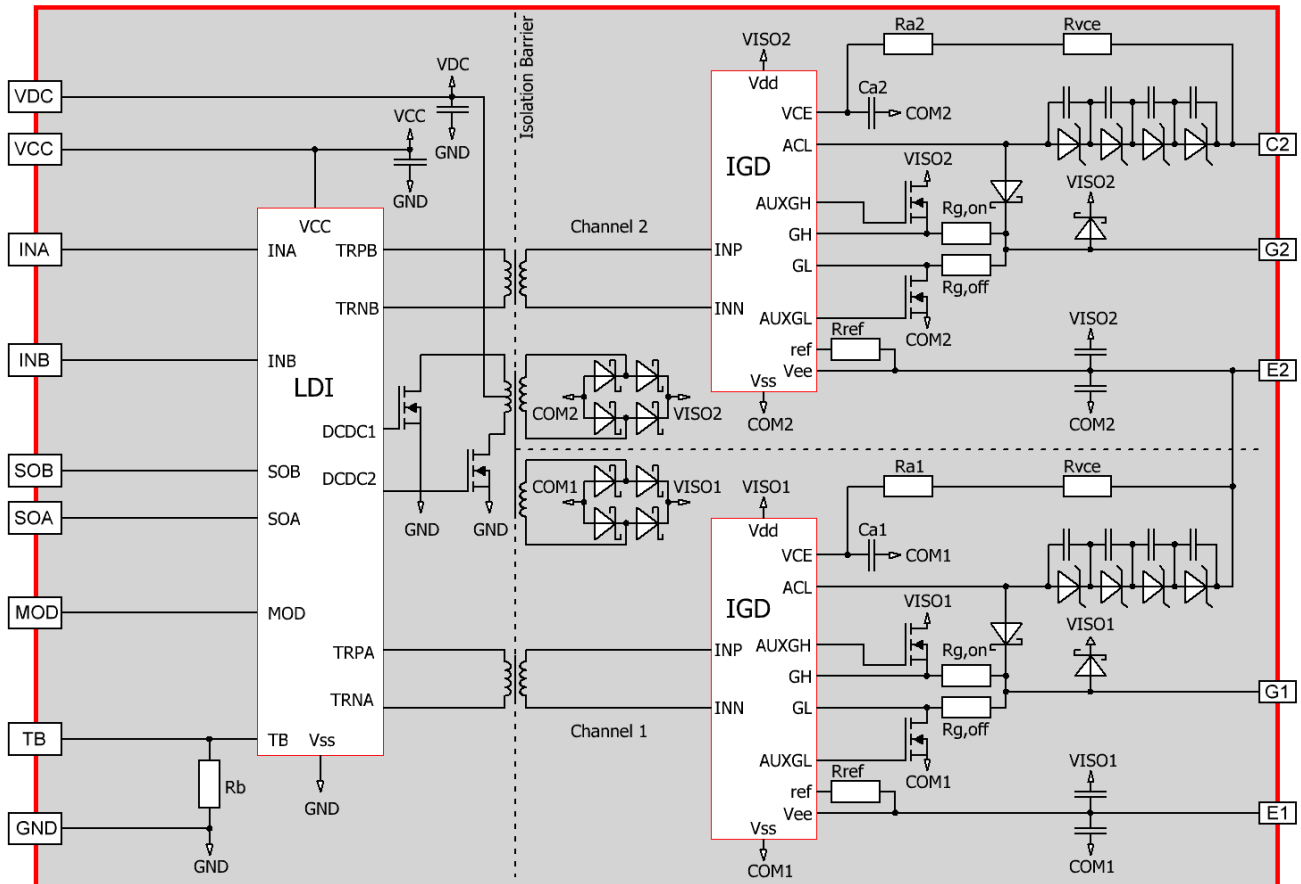 Ra2
Rvce
VISO2
Isolation Barrier
VDC
VDC
Vdd
Ca2
VCE
COM2
VCC
GND
VCC
ACL
C2
IGD
VISO2
VISO2
GND
AUXGH
Rg,on
VCC
Channel 2
GH
INA
INA
TRPB
INP
G2
GL
Rg,off
TRNB
INN
AUXGL
COM2
VISO2
Rref
INB
INB
ref
Vee
E2
LDI
Vss
COM2
VISO2
COM2
COM2
DCDC1
Ra1
Rvce
SOB
SOB
DCDC2
COM1
VISO1
VISO1
GND
GND
SOA
SOA
Vdd
Ca1
VCE
COM1
ACL
IGD
VISO1
VISO1
MOD
MOD
AUXGH
Rg,on
TRPA
INP
GH
G1
TRNA
INN
GL
Rg,off
Channel 1
TB
TB
Vss
AUXGL
COM1
VISO1
Rref
Rb
GND
ref
Vee
E1
GND
Vss
GND
COM1
COM1